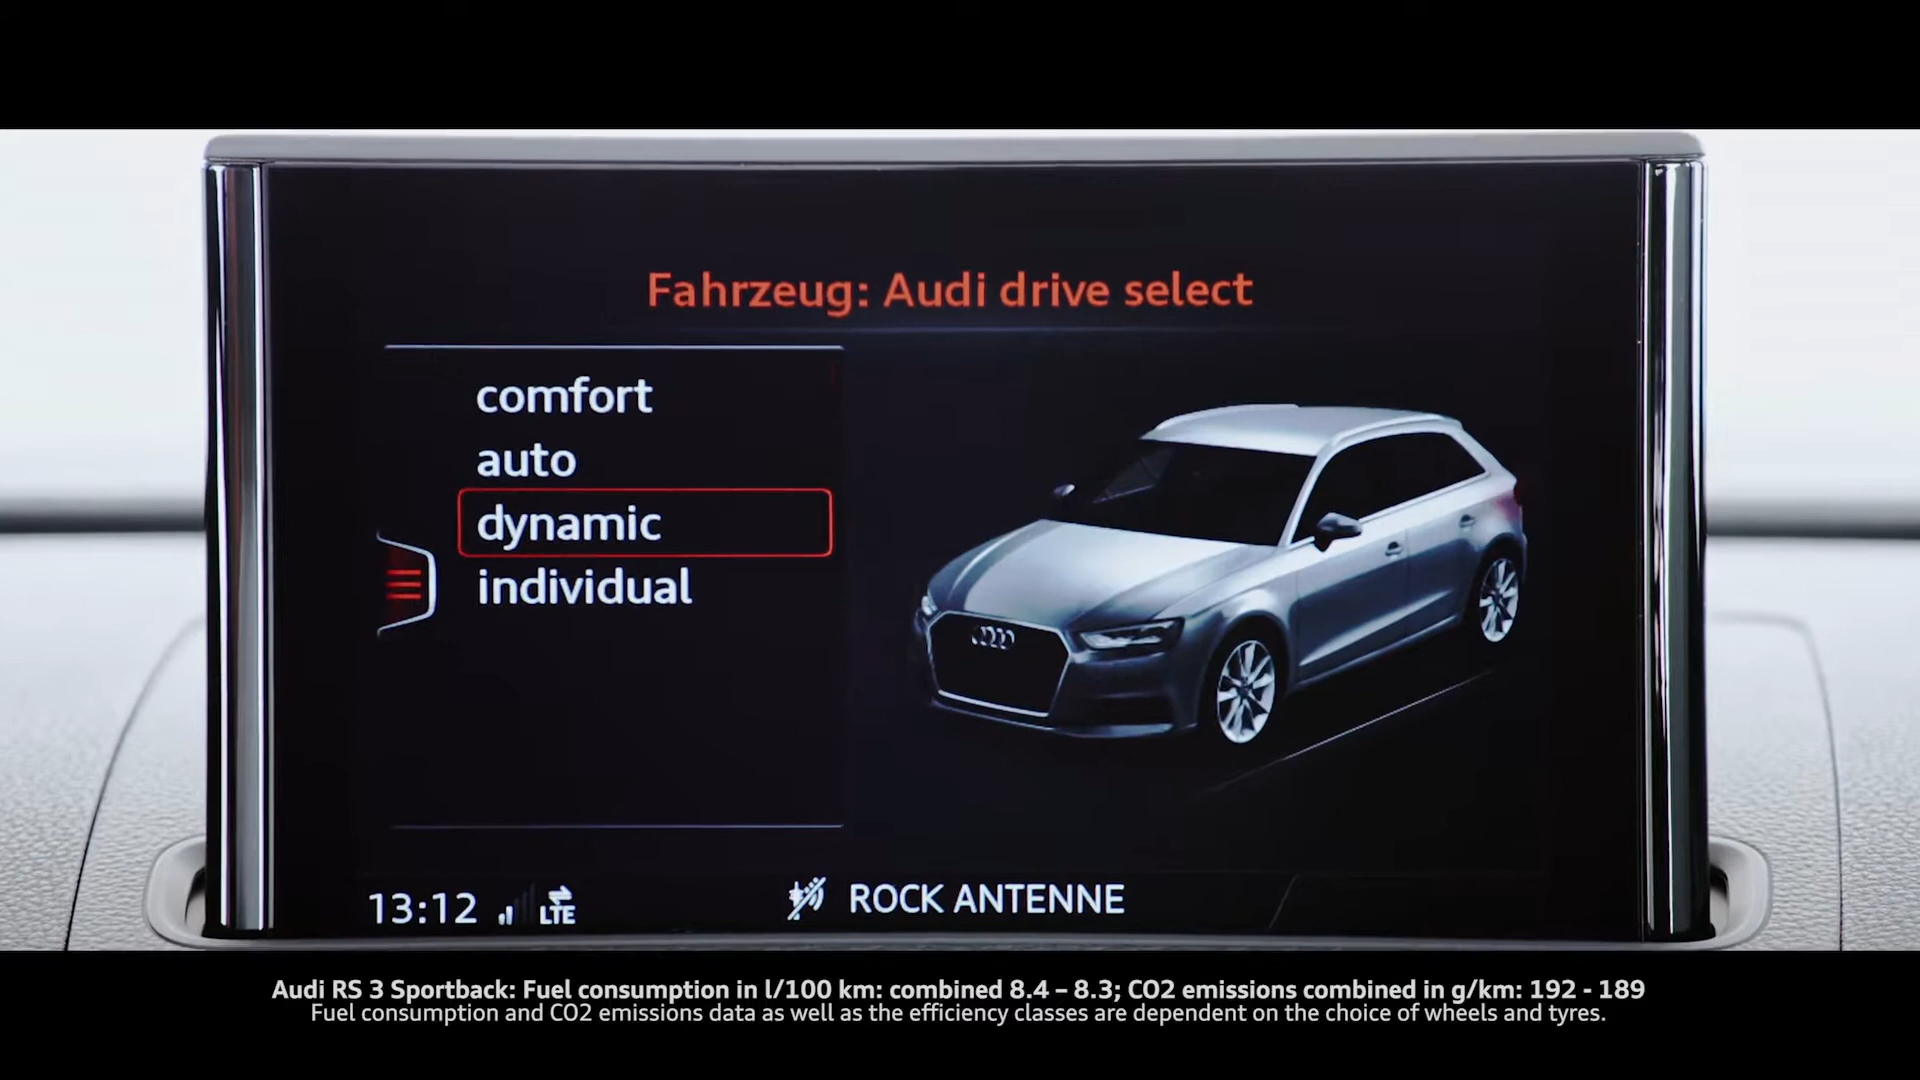 Fahrzeug: Audi drive select
comfort
auto
dynamic
individual
13:12
LTE
ROCK ANTENNE
Audi RS 3 Sportback: Fuel consumption in l/100 km: combined 8.4 – 8.3; CO2 emissions combined in g/km: 192 - 189
Fuel consumption and CO2 emissions data as well as the efficiency classes are dependent on the choice of wheels and tyres.